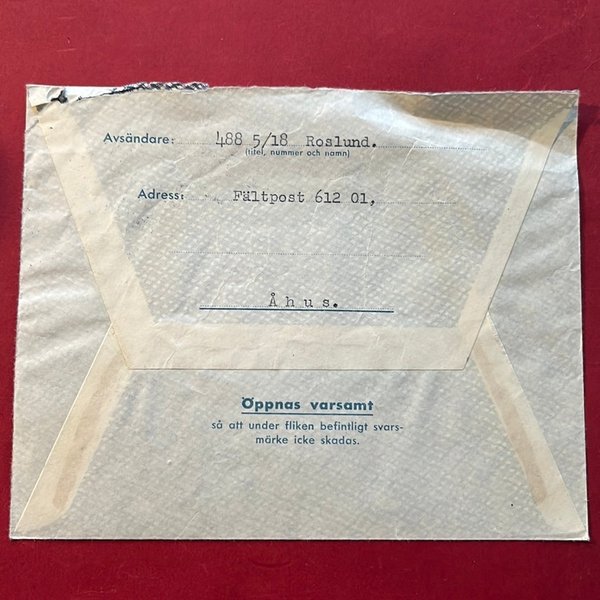 Avsändare: 488 5/18 Roslund.
(titel, nummer och namn)
Adress: Fältpost 612 01,
Åhus.
Öppnas varsamt
så att under fliken befintligt svars-
märke icke skadas.